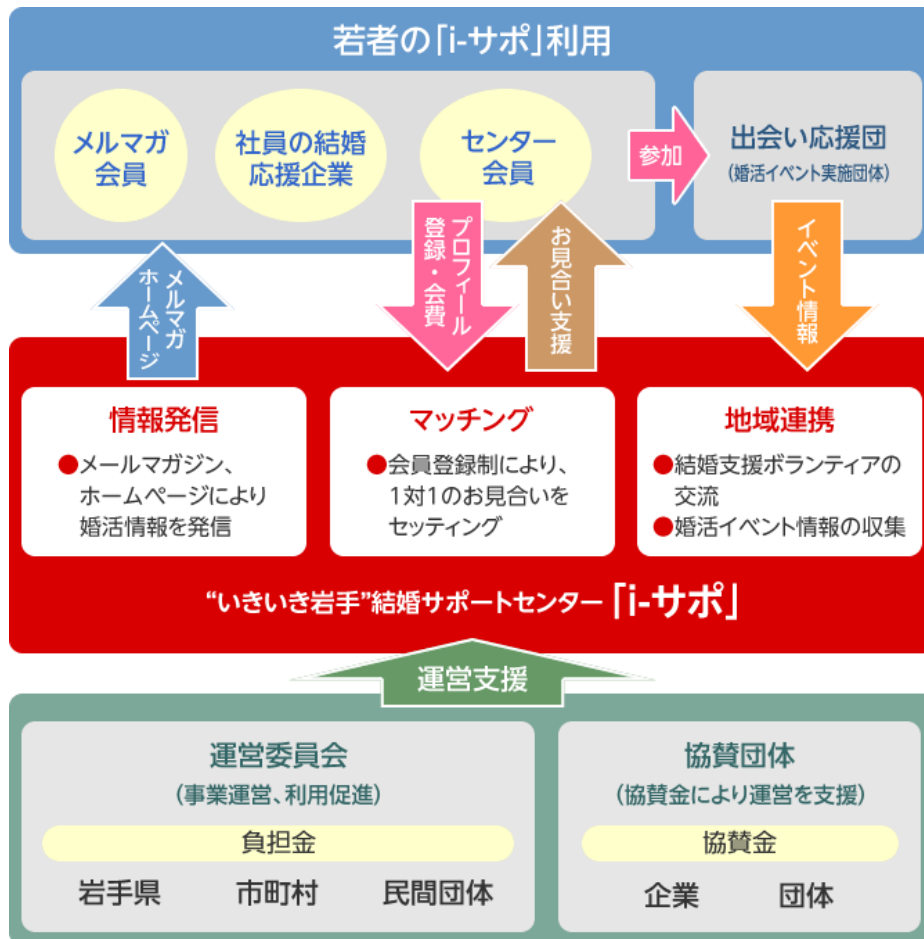 若者の「i-サポ」利用
メルマガ
会員
社員の結婚
応援企業
センター
会員
参加
出会い応援団
(婚活イベント実施団体)
メルマガ
ホームページ
プロフィール
登録・会費
お見合い支援
イベント情報
情報発信
●メールマガジン、
ホームページにより
婚活情報を発信
マッチング
●会員登録制により、
1対1のお見合いを
セッティング
地域連携
●結婚支援ボランティアの
交流
●婚活イベント情報の収集
“いきいき岩手”結婚サポートセンター「i-サポ」
運営支援
運営委員会
(事業運営、利用促進)
負担金
岩手県 市町村 民間団体
協賛団体
(協賛金により運営を支援)
協賛金
企業 団体